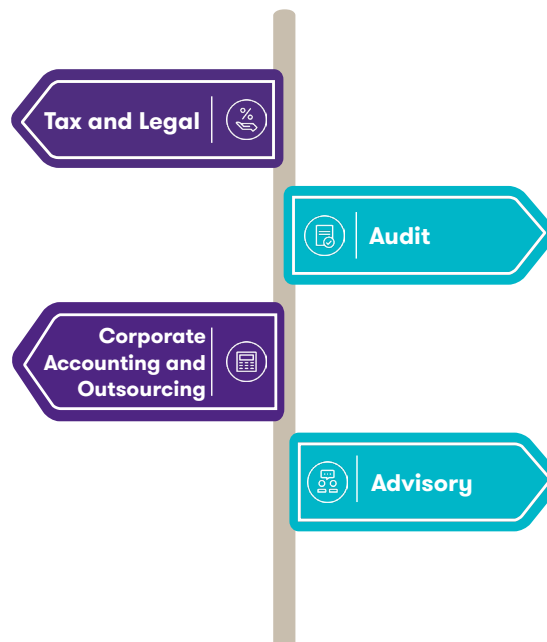 Tax and Legal
Audit
Corporate
Accounting and
Outsourcing
Advisory